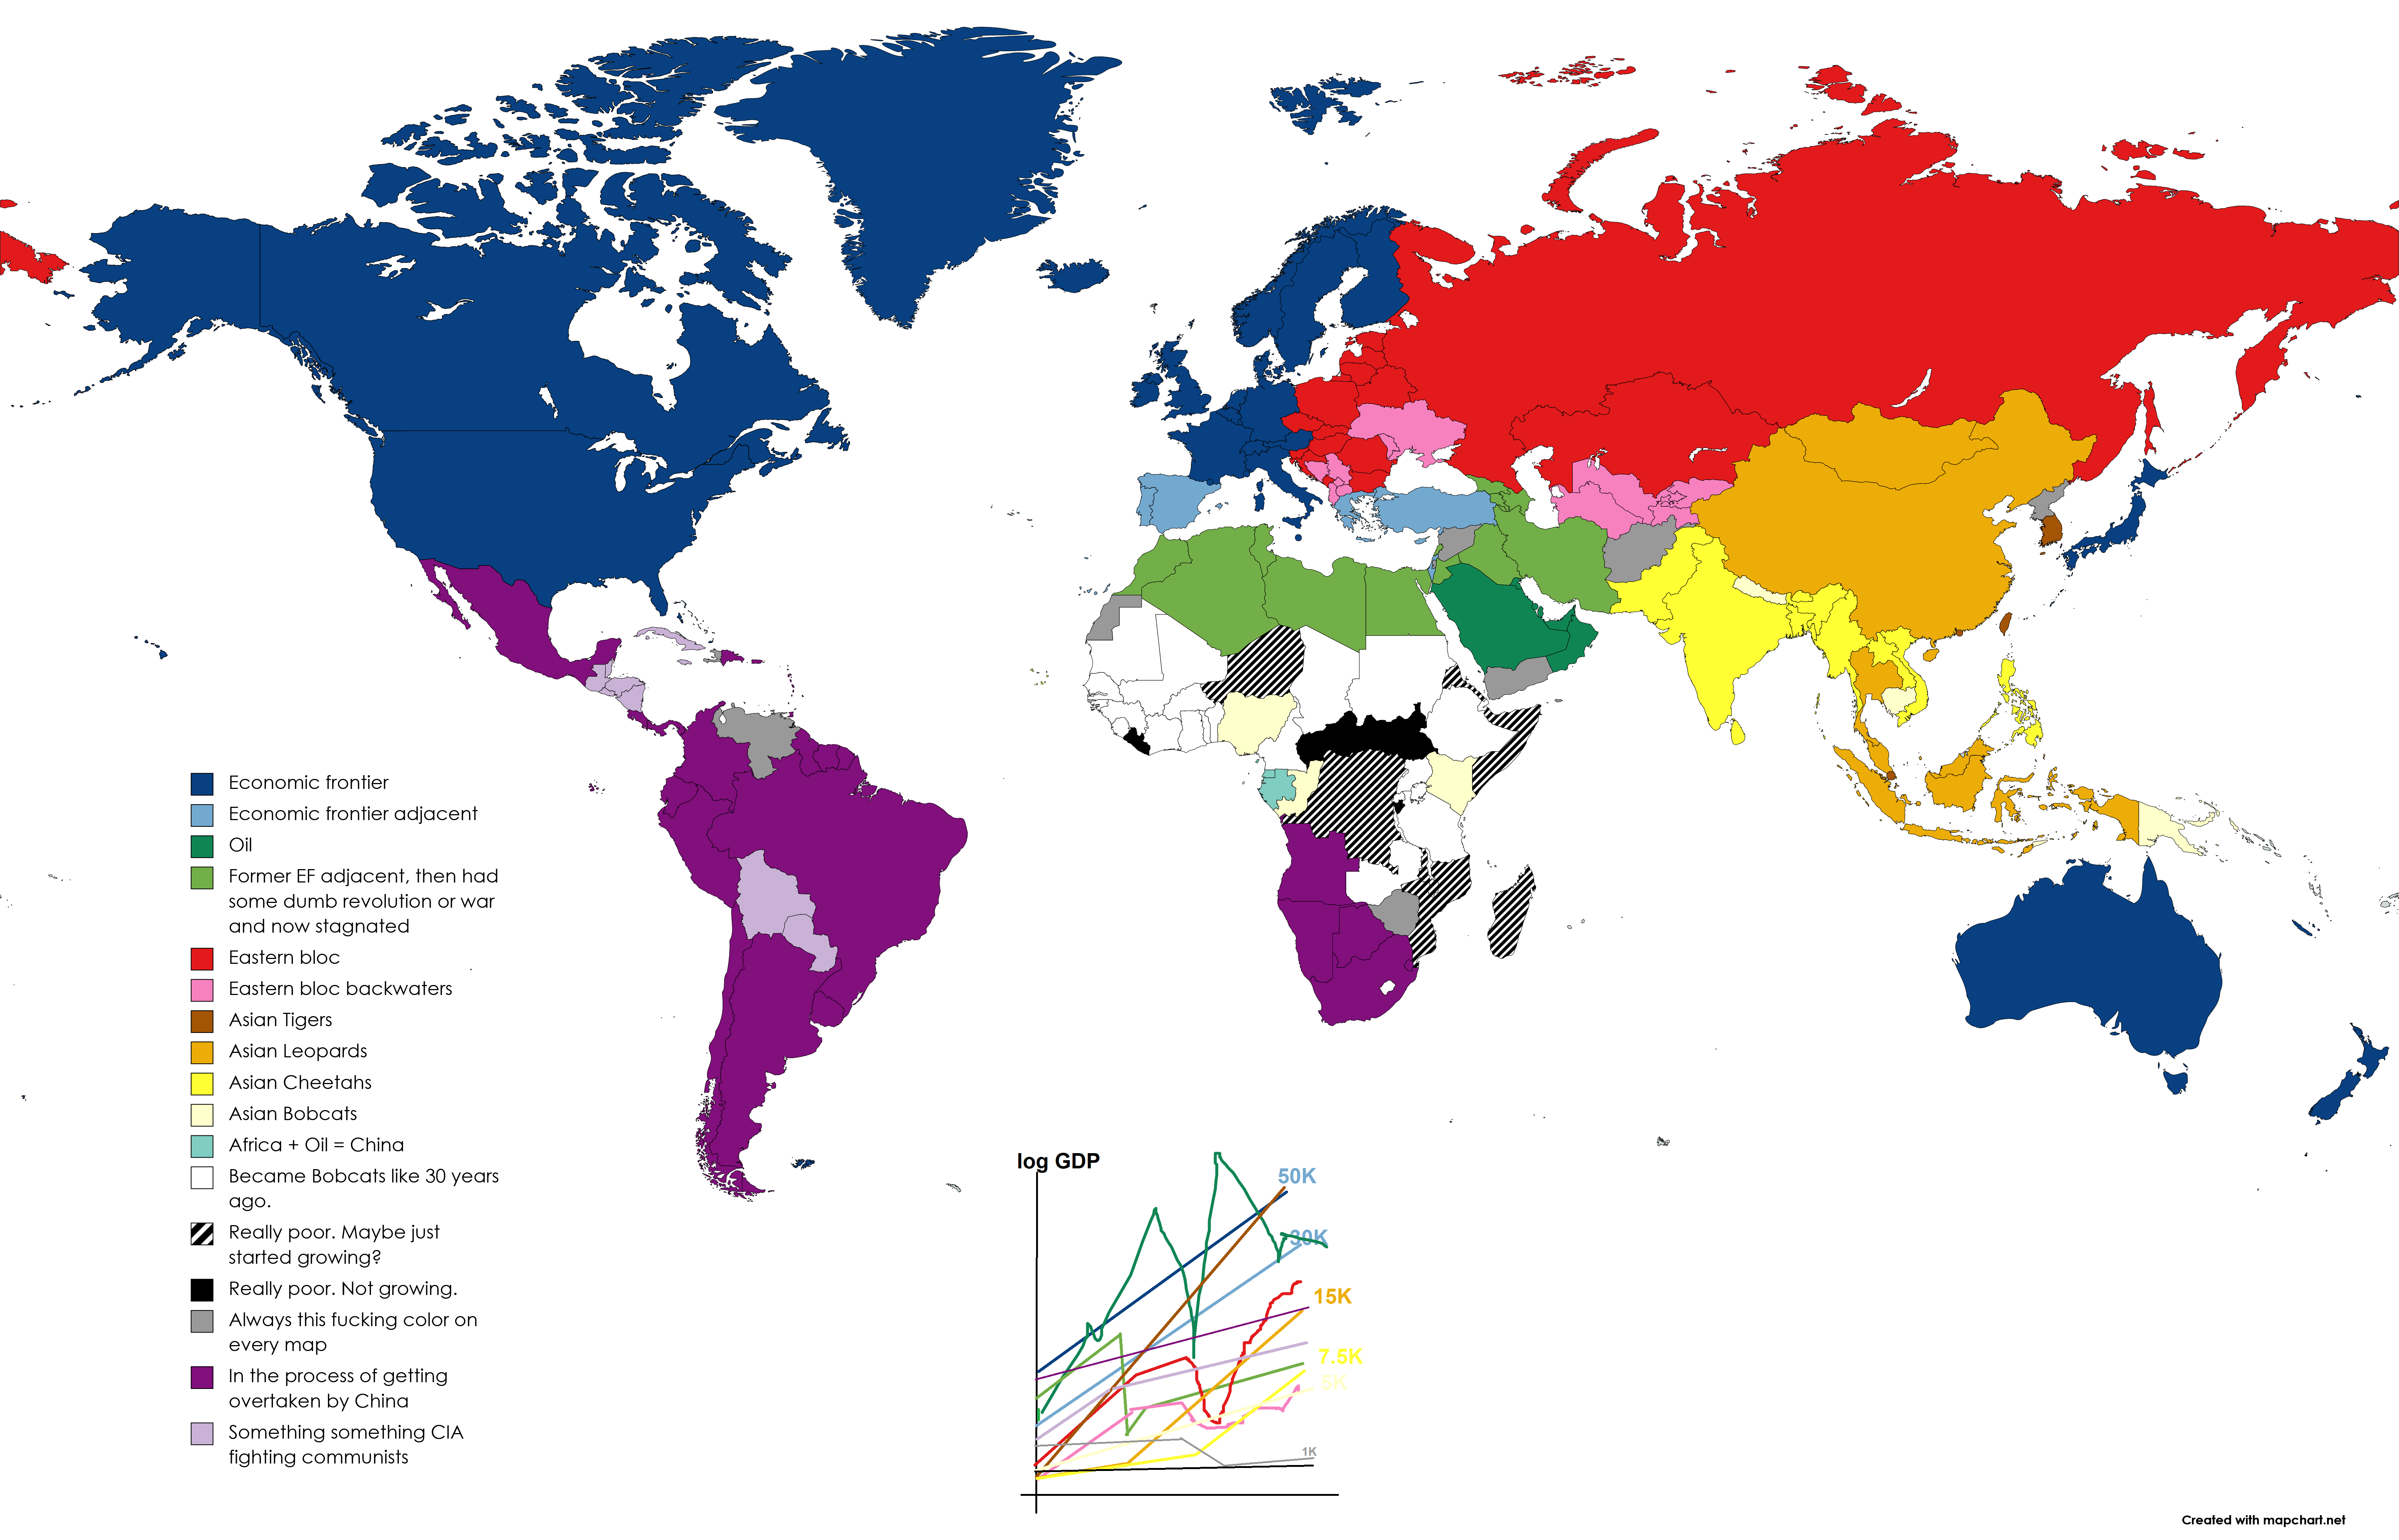 Economic frontier
Economic frontier adjacent
Oil
Former EF adjacent, then had
some dumb revolution or war
and now stagnated
Eastern bloc
Eastern bloc backwaters
Asian Tigers
Asian Leopards
Asian Cheetahs
Asian Bobcats
Africa + Oil = China
Became Bobcats like 30 years
ago.
Really poor. Maybe just
started growing?
Really poor. Not growing.
Always this fucking color on
every map
In the process of getting
overtaken by China
Something something CIA
fighting communists
log GDP
50K
30K
15K
7.5K
5K
1K
Created with mapchart.net